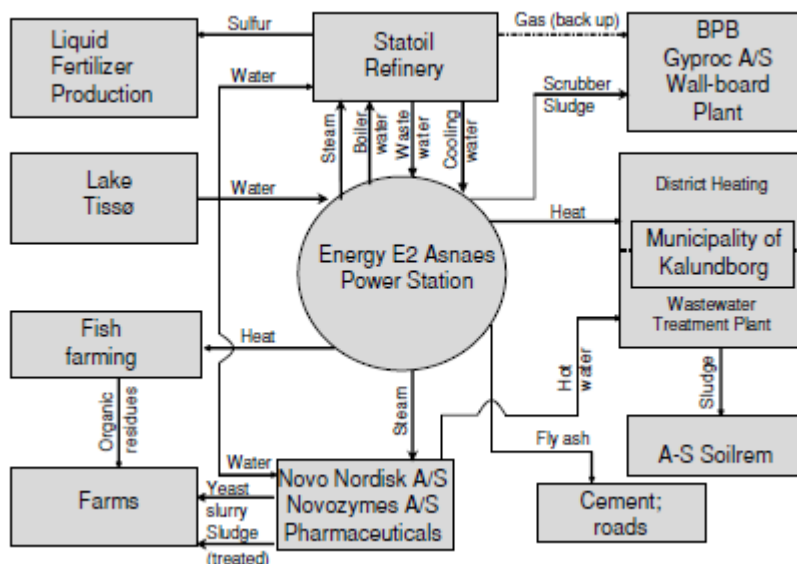 Liquid
Fertilizer
Production
Sulfur
Statoil
Refinery
Gas (back up)
BPB
Gyproc A/S
Wall-board
Plant
Water
Scrubber
Sludge
Steam
Boiler
water
Waste
water
Cooling
water
Lake
Tissø
Water
Energy E2 Asnaes
Power Station
Heat
District Heating
Municipality of
Kalundborg
Wastewater
Treatment Plant
Fish
farming
Heat
Hot
water
Organic
residues
Steam
Sludge
Farms
Water
Yeast
slurry
Sludge
(treated)
Novo Nordisk A/S
Novozymes A/S
Pharmaceuticals
Fly ash
Cement;
roads
A-S Soilrem